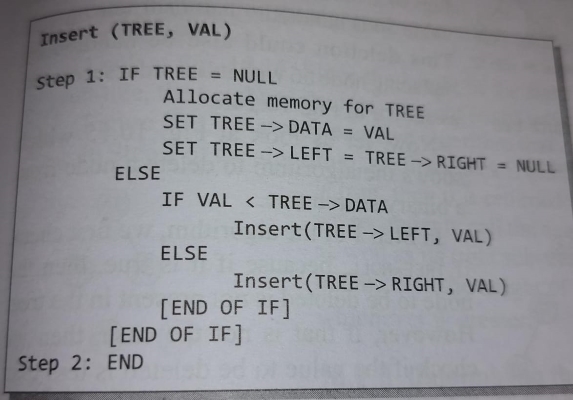 Insert (TREE, VAL)
Step 1: IF TREE = NULL
Allocate memory for TREE
SET TREE->DATA = VAL
SET TREE->LEFT = TREE->RIGHT = NULL
ELSE
IF VAL < TREE->DATA
Insert(TREE->LEFT, VAL)
ELSE
Insert(TREE->RIGHT, VAL)
[END OF IF]
[END OF IF]
Step 2: END